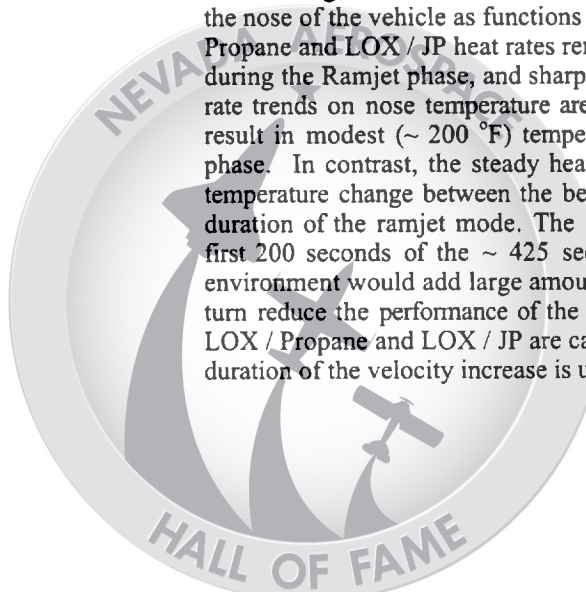 the nose of the vehicle as functions
Propane and LOX / JP heat rates re
during the Ramjet phase, and sharp
rate trends on nose temperature are
result in modest (~ 200 °F) tempe
phase. In contrast, the steady hea
temperature change between the be
duration of the ramjet mode. The
first 200 seconds of the ~ 425 se
environment would add large amou
turn reduce the performance of the
LOX / Propane and LOX / JP are ca
duration of the velocity increase is u
NEVADA AEROSPACE
HALL OF FAME